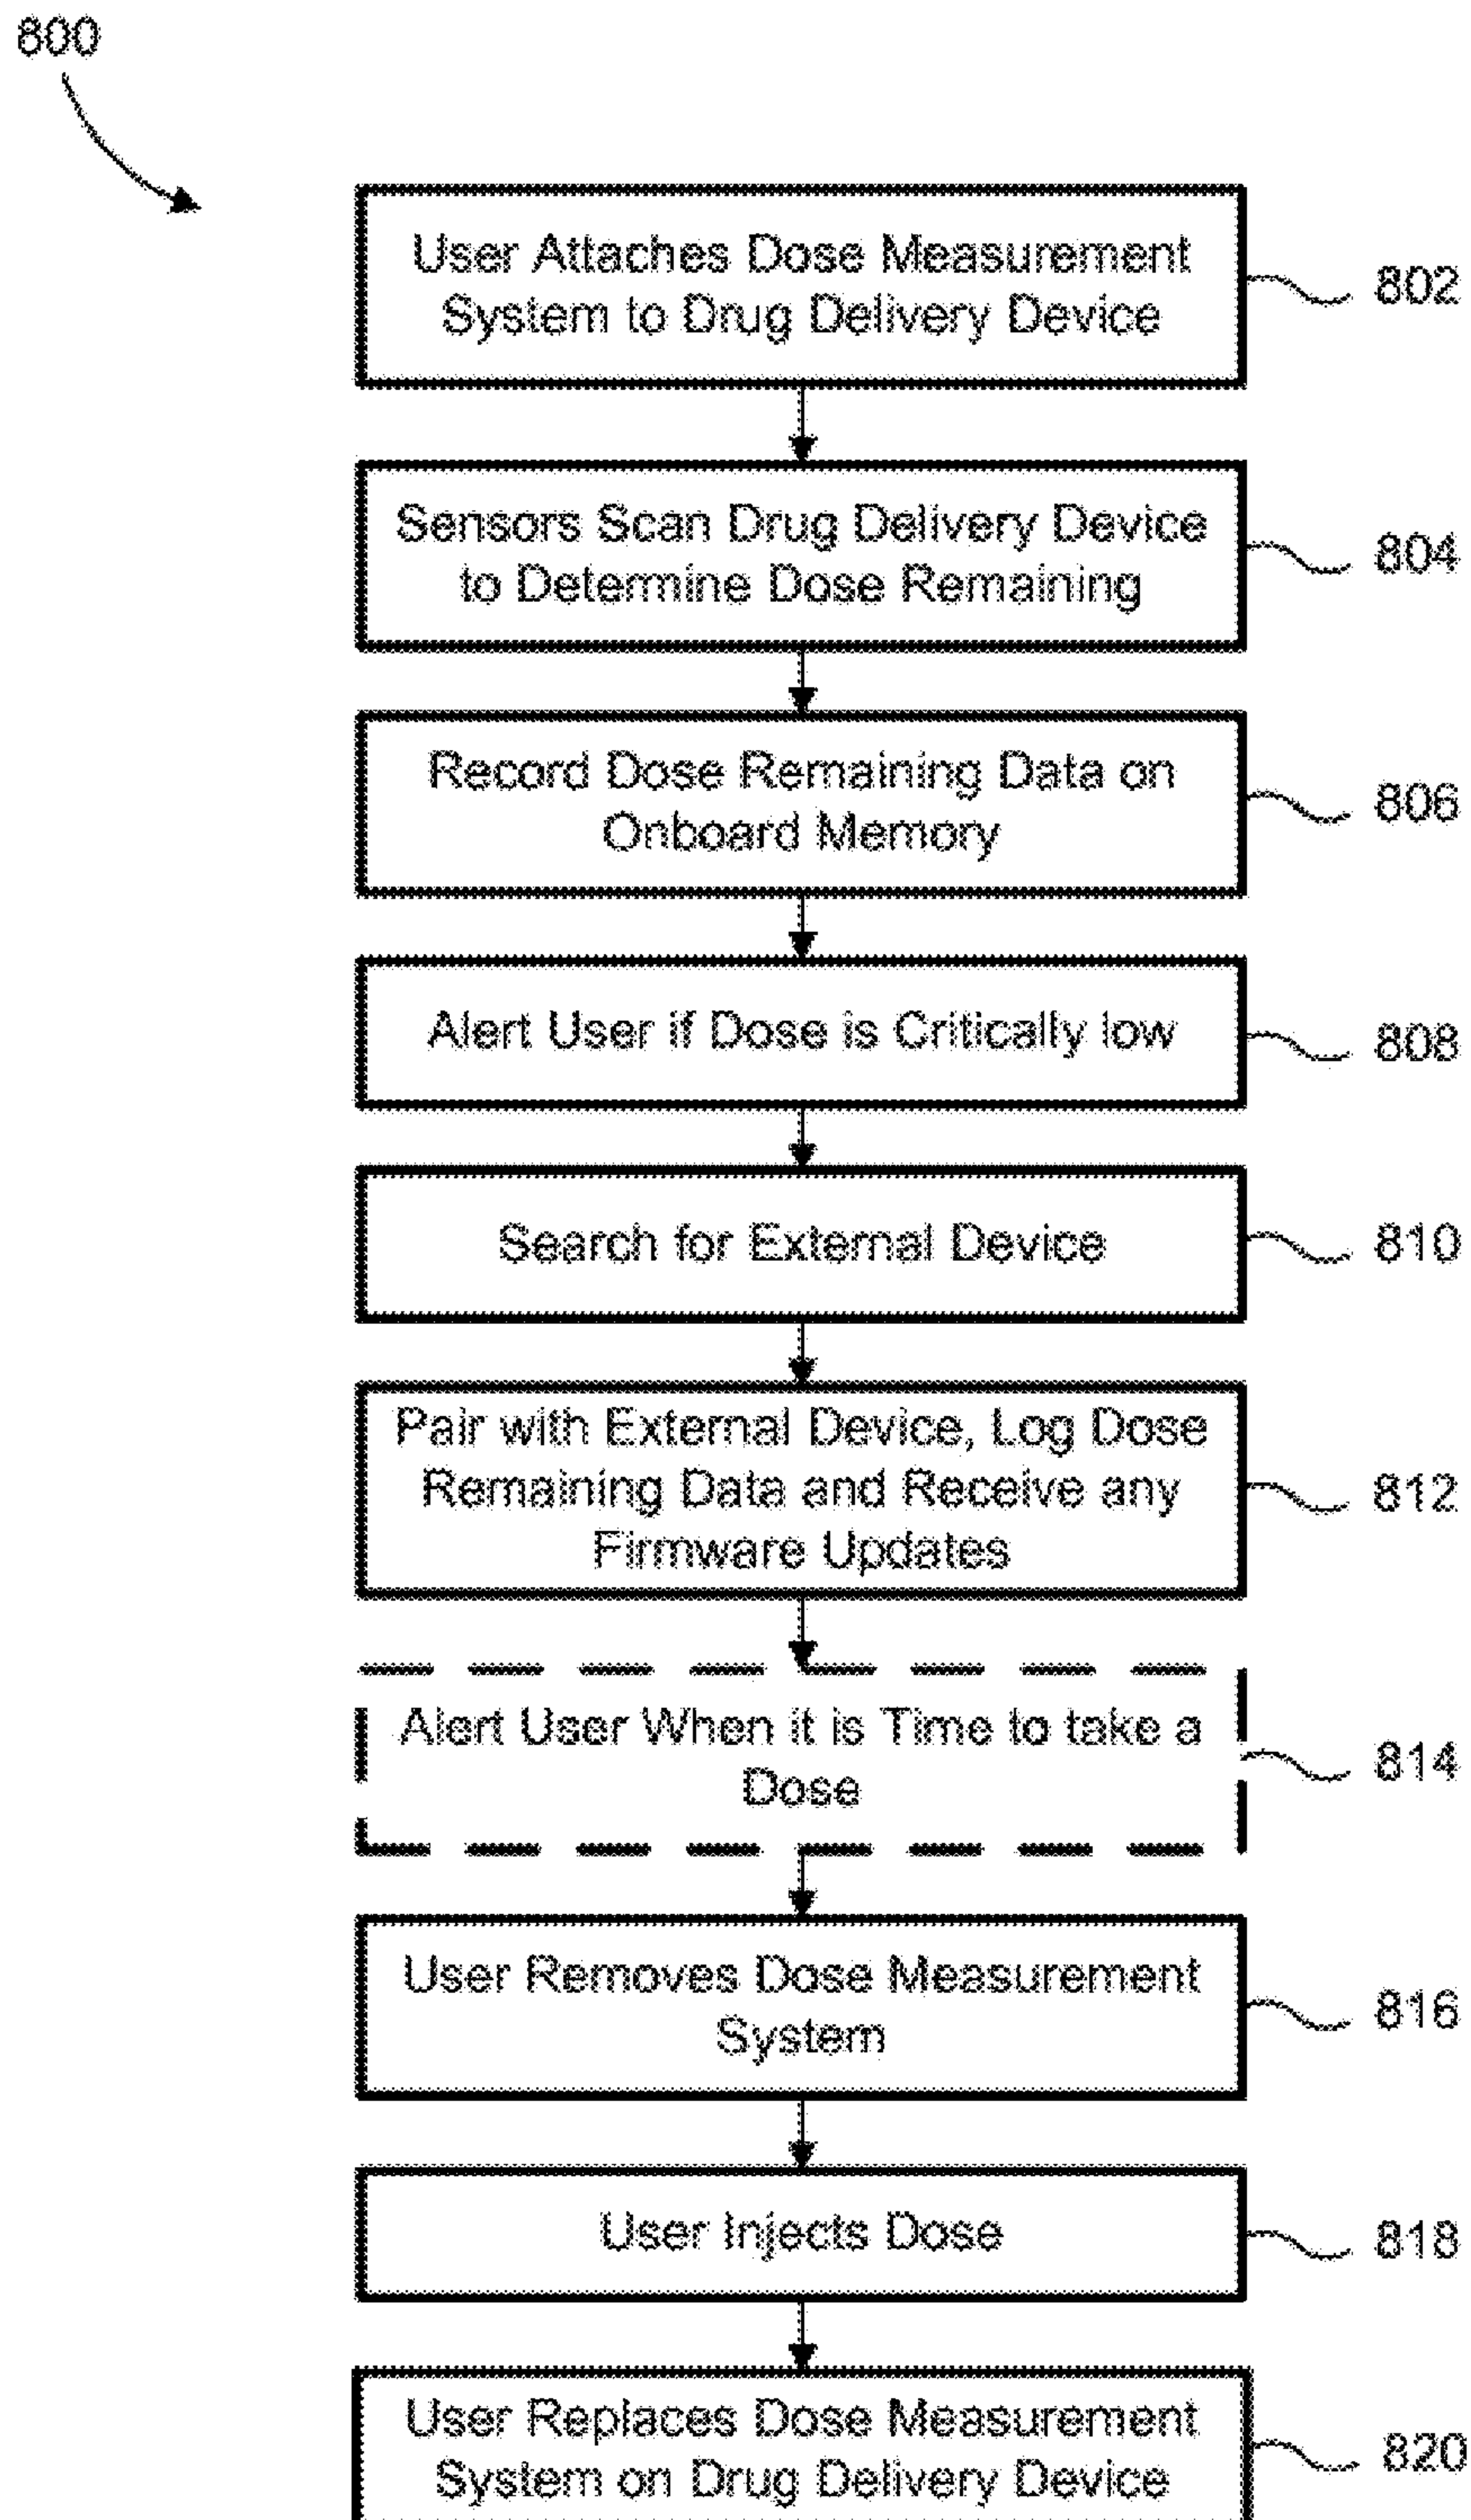 800
User Attaches Dose Measurement
System to Drug Delivery Device
802
Sensors Scan Drug Delivery Device
to Determine Dose Remaining
804
Record Dose Remaining Data on
Onboard Memory
806
Alert User if Dose is Critically low
808
Search for External Device
810
Pair with External Device, Log Dose
Remaining Data and Receive any
Firmware Updates
812
Alert User When it is Time to take a
Dose
814
User Removes Dose Measurement
System
816
User Injects Dose
818
User Replaces Dose Measurement
System on Drug Delivery Device
820